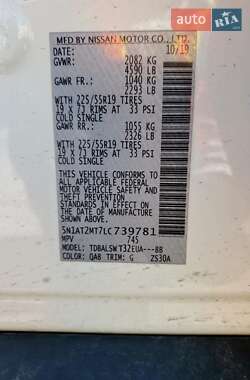 AUTO
RIA
MFD BY NISSAN MOTOR CO.,LTD.
DATE: 10/19
GVWR: 2082 KG
4590 LB
GAWR FR.: 1040 KG
2293 LB
WITH 225/55R19 TIRES
19 X 7J RIMS AT 33 PSI
COLD SINGLE
GAWR RR.: 1055 KG
2326 LB
WITH 225/55R19 TIRES
19 X 7J RIMS AT 33 PSI
COLD SINGLE
THIS VEHICLE CONFORMS TO ALL
APPLICABLE FEDERAL MOTOR
VEHICLE SAFETY, BUMPER, AND
THEFT PREVENTION STANDARDS
IN EFFECT ON THE DATE OF
MANUFACTURE SHOWN ABOVE
5N1AT2MT7LC739781
MPV 745
MODEL: TDBALSWT32EUA---BB
COLOR: QAB TRIM: G ZS30A